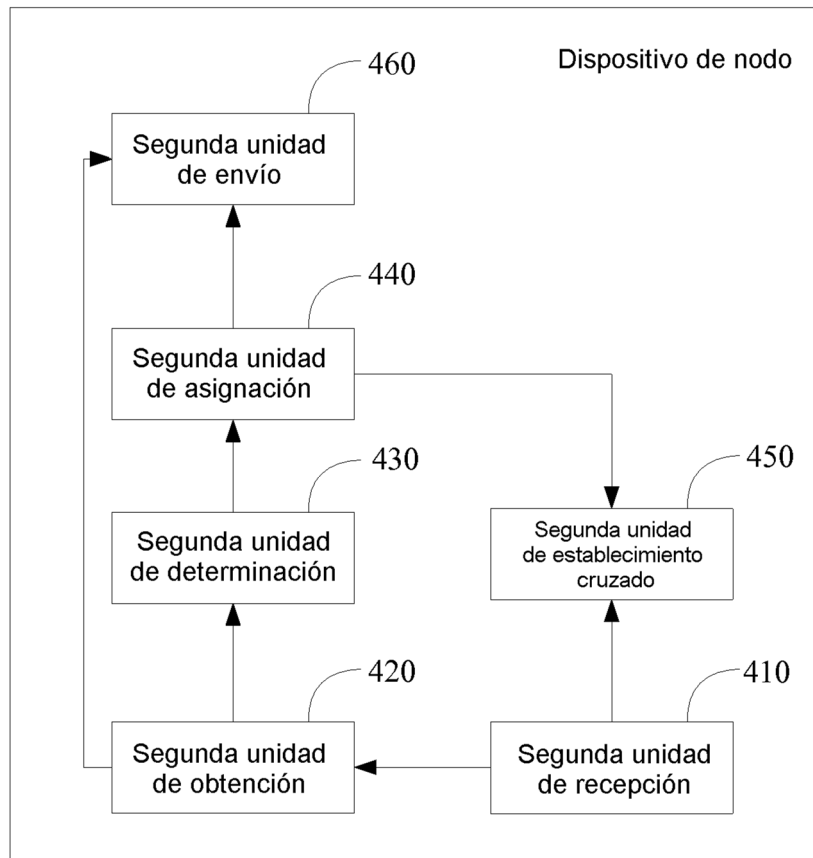 Dispositivo de nodo
460
Segunda unidad
de envío
440
Segunda unidad
de asignación
430
Segunda unidad
de determinación
450
Segunda unidad
de establecimiento
cruzado
420
Segunda unidad
de obtención
410
Segunda unidad
de recepción